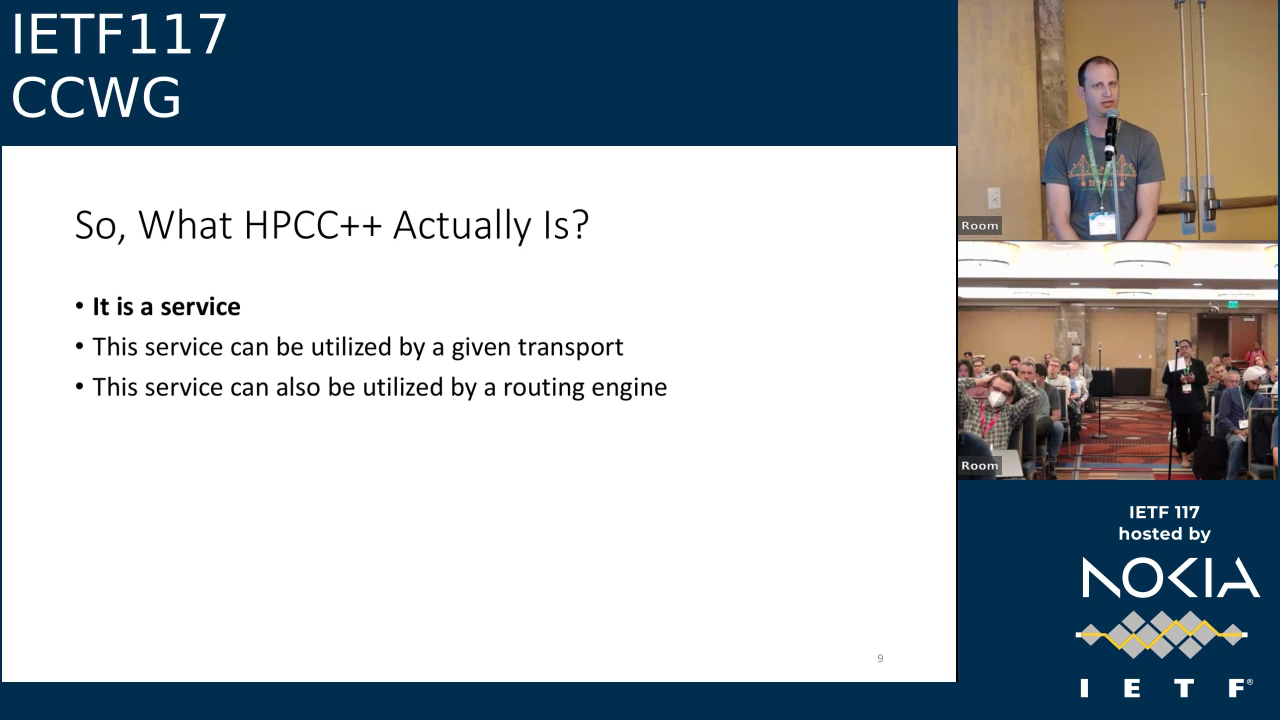 IETF117
CCWG
So, What HPCC++ Actually Is?
• It is a service
• This service can be utilized by a given transport
• This service can also be utilized by a routing engine
9
Room
Room
IETF 117
hosted by
NOKIA
I E T F®